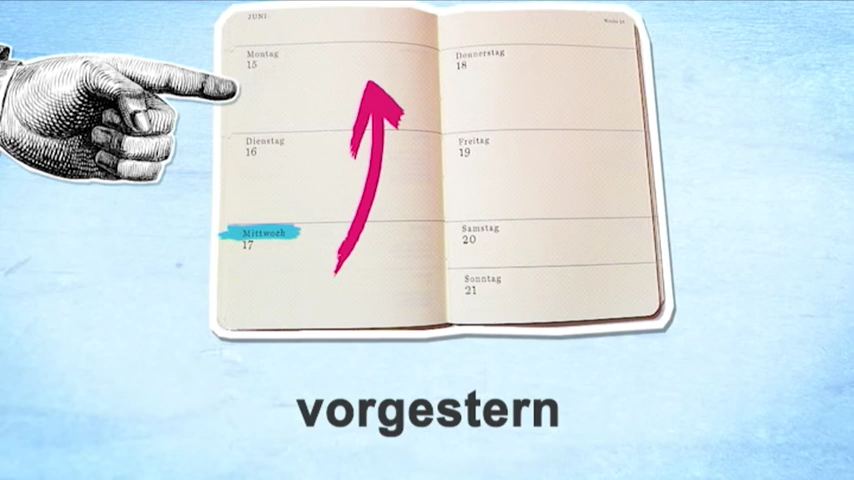 JUNI
Montag
15
Dienstag
16
Mittwoch
17
Donnerstag
18
Freitag
19
Samstag
20
Sonntag
21
vorgestern